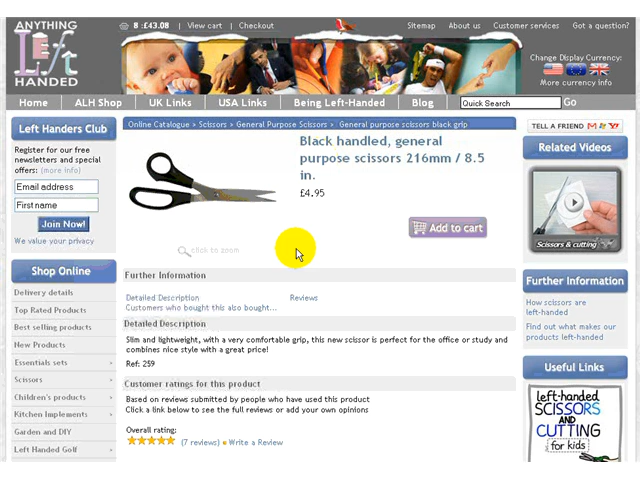 ANYTHING
Left
HANDED
8 :£43.08 | View cart | Checkout
Sitemap About us Customer services Got a question?
Change Display Currency:
More currency info
Home ALH Shop UK Links USA Links Being Left-Handed Blog Quick Search Go
Left Handers Club
Register for our free
newsletters and special
offers: (more info)
Email address
First name
Join Now!
We value your privacy
Shop Online
Delivery details
Top Rated Products
Best selling products
New Products
Essentials sets
Scissors
Children's products
Kitchen Implements
Garden and DIY
Left Handed Golf
Online Catalogue > Scissors > General Purpose Scissors > General purpose scissors black grip
Black handled, general
purpose scissors 216mm / 8.5
in.
£4.95
Add to cart
click to zoom
Further Information
Detailed Description Reviews
Customers who bought this also bought...
Detailed Description
Slim and lightweight, with a very comfortable grip, this new scissor is perfect for the office or study and
combines nice style with a great price!
Ref: 259
Customer ratings for this product
Based on reviews submitted by people who have used this product
Click a link below to see the full reviews or add your own opinions
Overall rating:
(7 reviews) Write a Review
TELL A FRIEND
Related Videos
Scissors & cutting
Further Information
How scissors are
left-handed
Find out what makes our
products left-handed
Useful Links
left-handed
SCISSORS
AND
CUTTING
for kids